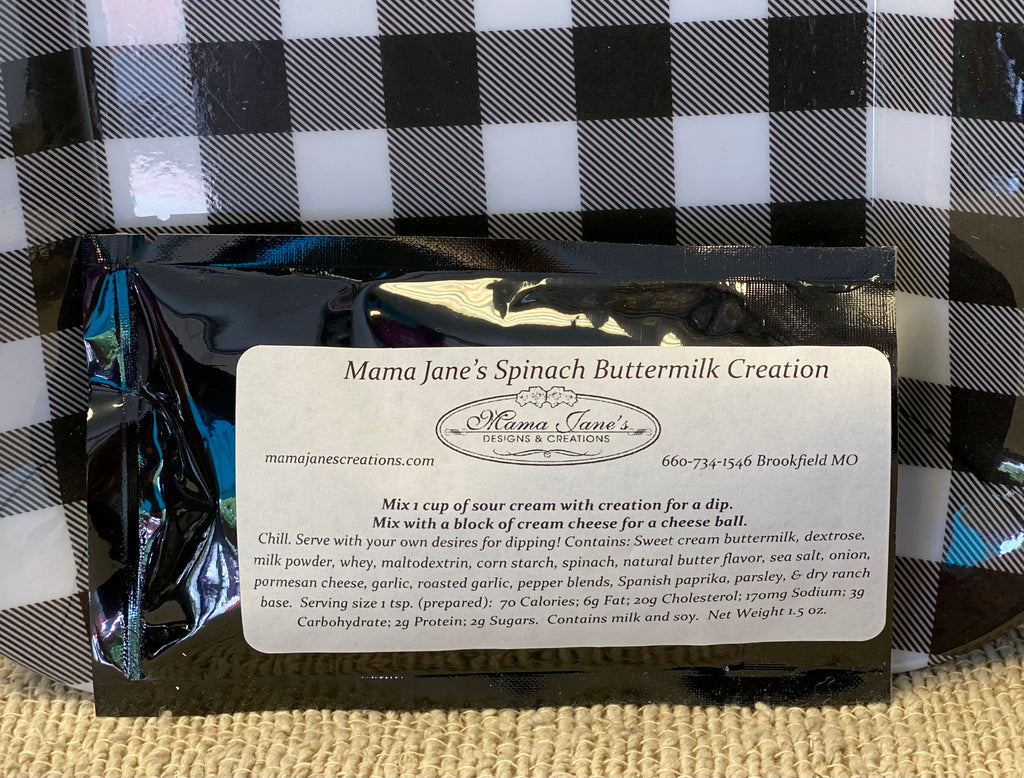 Mama Jane's Spinach Buttermilk Creation
Mama Jane's
DESIGNS & CREATIONS
mamajanescreations.com
660-734-1546 Brookfield MO
Mix 1 cup of sour cream with creation for a dip.
Mix with a block of cream cheese for a cheese ball.
Chill. Serve with your own desires for dipping! Contains: Sweet cream buttermilk, dextrose,
milk powder, whey, maltodextrin, corn starch, spinach, natural butter flavor, sea salt, onion,
parmesan cheese, garlic, roasted garlic, pepper blends, Spanish paprika, parsley, & dry ranch
base. Serving size 1 tsp. (prepared): 70 Calories; 6g Fat; 20g Cholesterol; 170mg Sodium; 3g
Carbohydrate; 2g Protein; 2g Sugars. Contains milk and soy. Net Weight 1.5 oz.